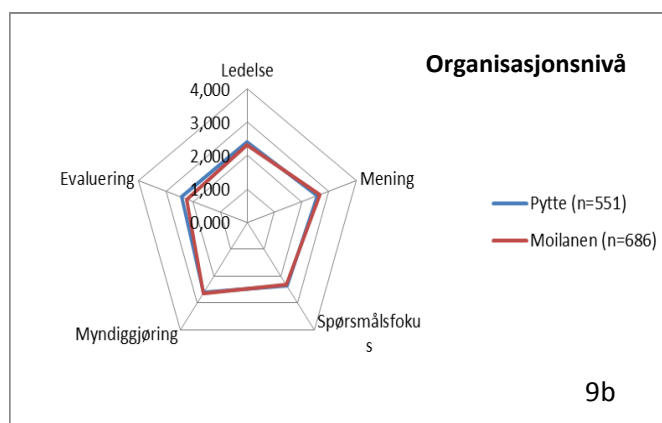 Organisasjonsnivå
Ledelse
4,000
3,000
2,000
1,000
0,000
Evaluering
Mening
Pytte (n=551)
Moilanen (n=686)
Myndiggjøring
Spørsmålsfoku
s
9b